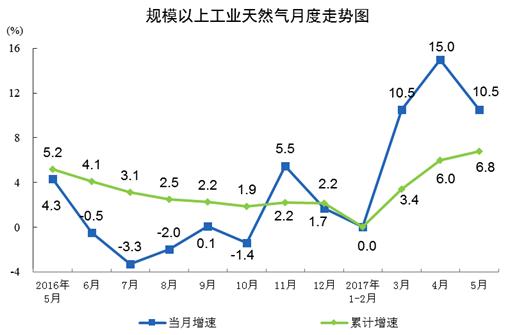 规模以上工业天然气月度走势图
(%)
16
12
8
4
0
-4
5.2
4.1
3.1
2.5
2.2
1.9
2.2
2.2
0.0
3.4
6.0
6.8
4.3
-0.5
-3.3
-2.0
0.1
-1.4
5.5
1.7
10.5
15.0
10.5
2016年
5月
6月
7月
8月
9月
10月
11月
12月
2017年
1-2月
3月
4月
5月
当月增速
累计增速